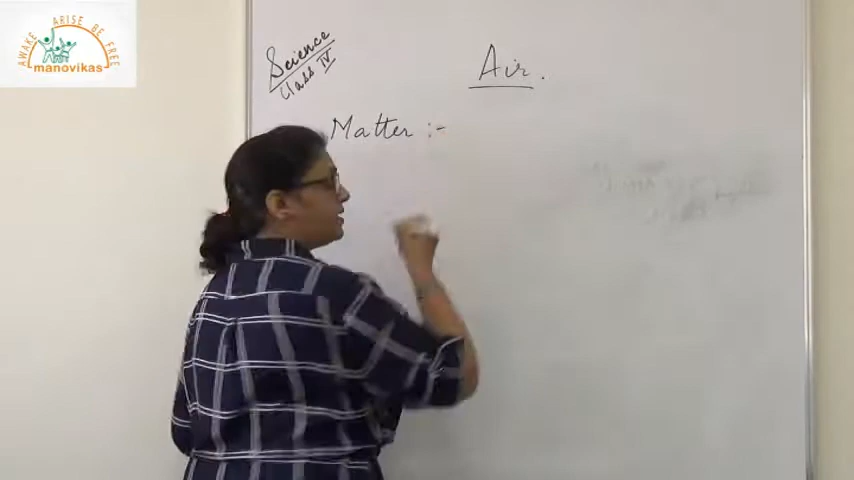 AWAKE ARISE BE FREE
manovikas
Science
Class IV
Air.
Matter :-